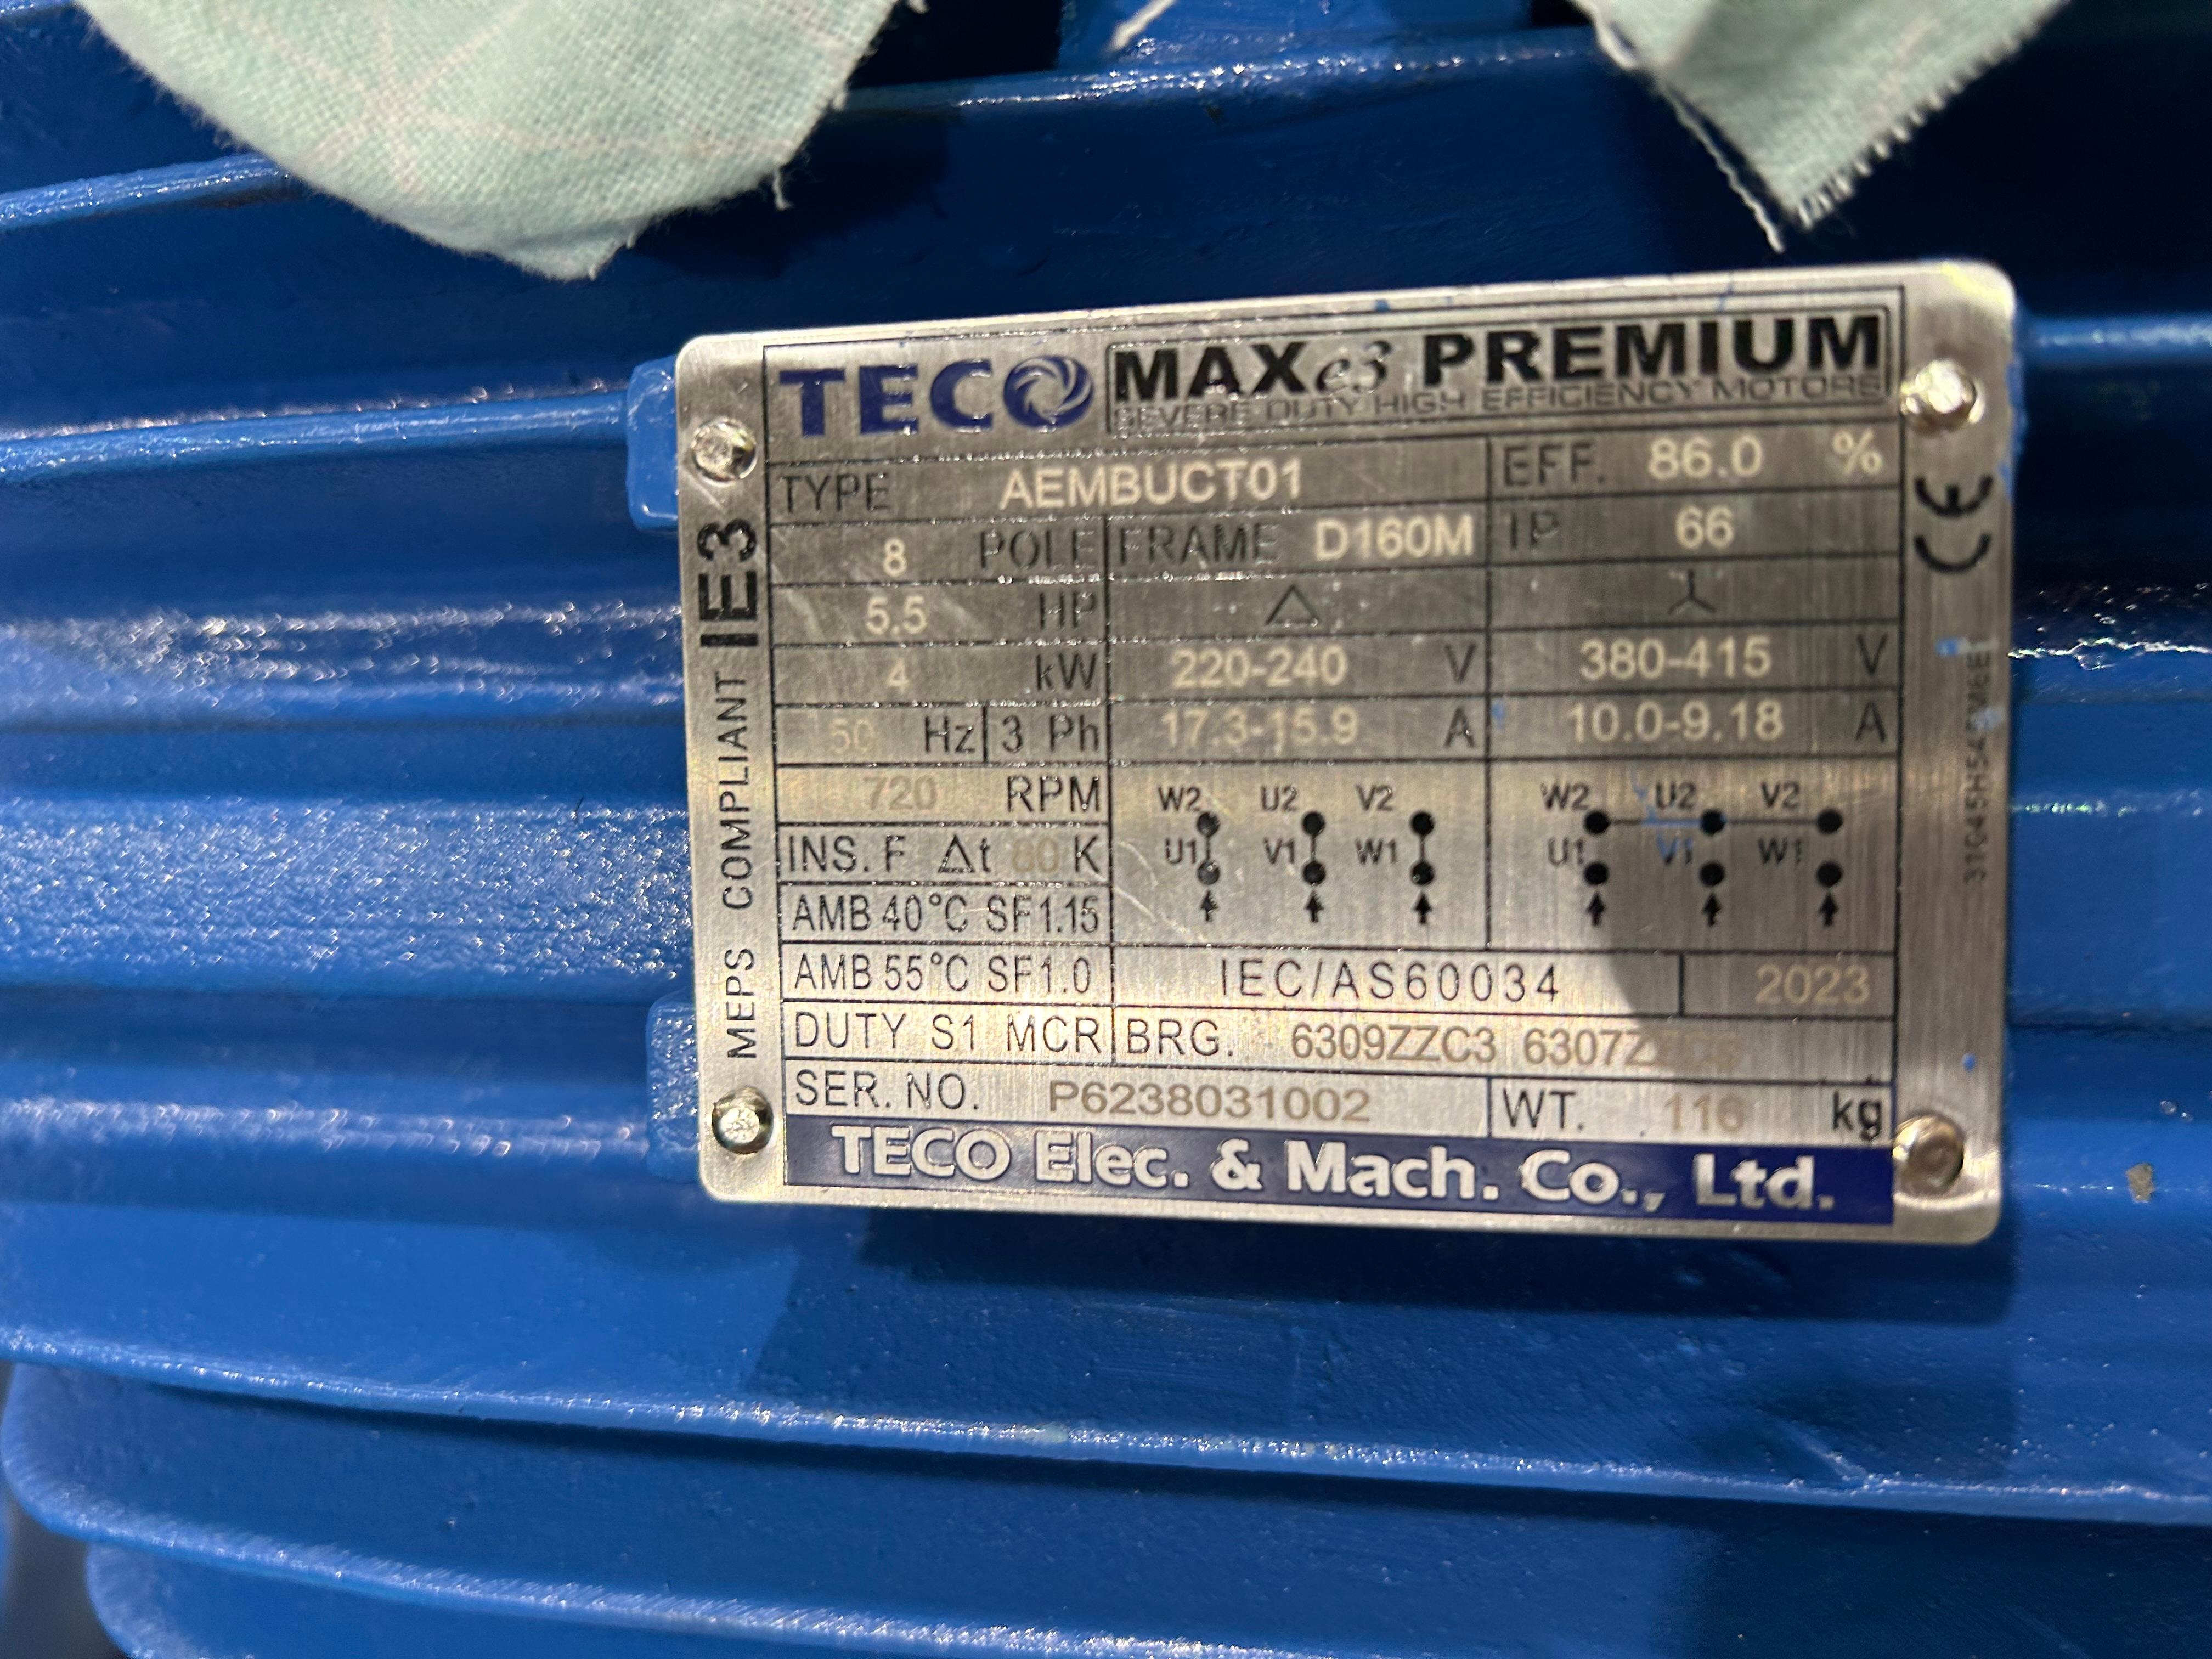 TECO MAXe3 PREMIUM
SEVERE DUTY HIGH EFFICIENCY MOTORS
TYPE AEMBUCT01 EFF. 86.0 %
8 POLE FRAME D160M IP 66
5.5 HP △
4 kW 220-240 V 380-415 V
50 Hz 3 Ph 17.3-15.9 A 10.0-9.18 A
720 RPM W2 U2 V2 W2 U2 V2
INS. F Δt 80 K U1 V1 W1 U1 V1 W1
AMB 40°C SF1.15
AMB 55°C SF1.0 IEC/AS60034 2023
DUTY S1 MCR BRG. 6309ZZC3
SER. NO. P6238031002 WT. kg
TECO Elec. & Mach. Co., Ltd.
MEPS COMPLIANT IE3
CE